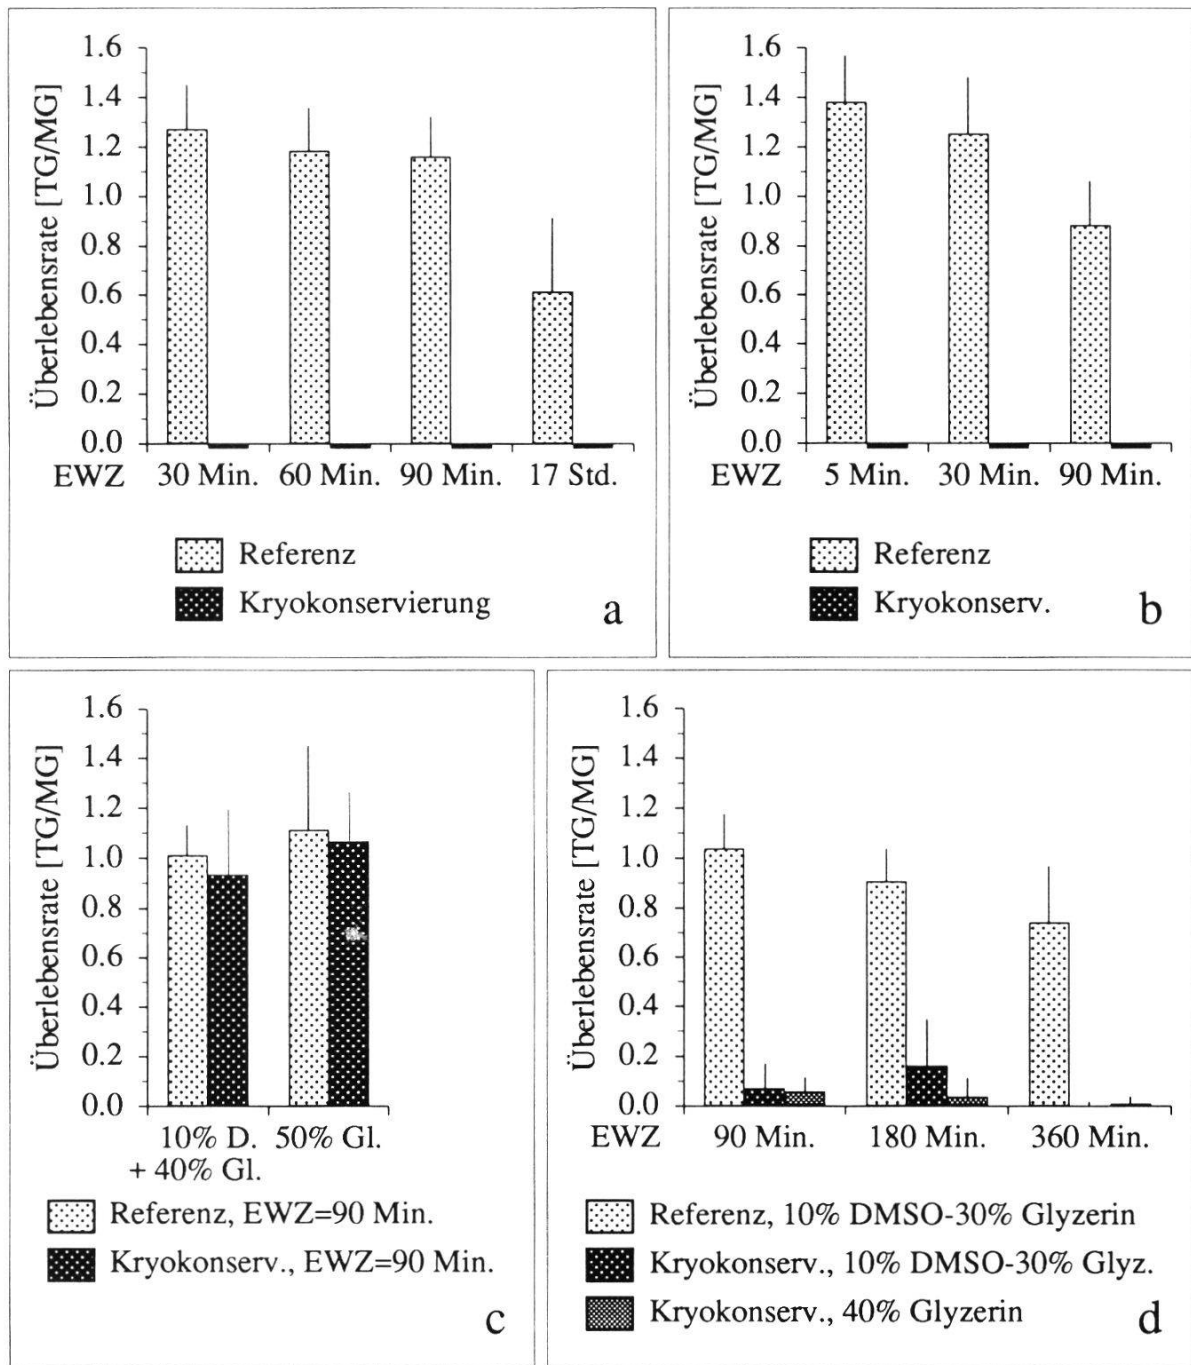 Überlebensrate [TG/MG]
1.6
1.4
1.2
1.0
0.8
0.6
0.4
0.2
0.0
EWZ 30 Min. 60 Min. 90 Min. 17 Std.
Referenz
Kryokonservierung
a
Überlebensrate [TG/MG]
1.6
1.4
1.2
1.0
0.8
0.6
0.4
0.2
0.0
EWZ 5 Min. 30 Min. 90 Min.
Referenz
Kryokonserv.
b
Überlebensrate [TG/MG]
1.6
1.4
1.2
1.0
0.8
0.6
0.4
0.2
0.0
10% D. 50% Gl.
+ 40% Gl.
Referenz, EWZ=90 Min.
Kryokonserv., EWZ=90 Min.
c
Überlebensrate [TG/MG]
1.6
1.4
1.2
1.0
0.8
0.6
0.4
0.2
0.0
EWZ 90 Min. 180 Min. 360 Min.
Referenz, 10% DMSO-30% Glyzerin
Kryokonserv., 10% DMSO-30% Glyz.
Kryokonserv., 40% Glyzerin
d